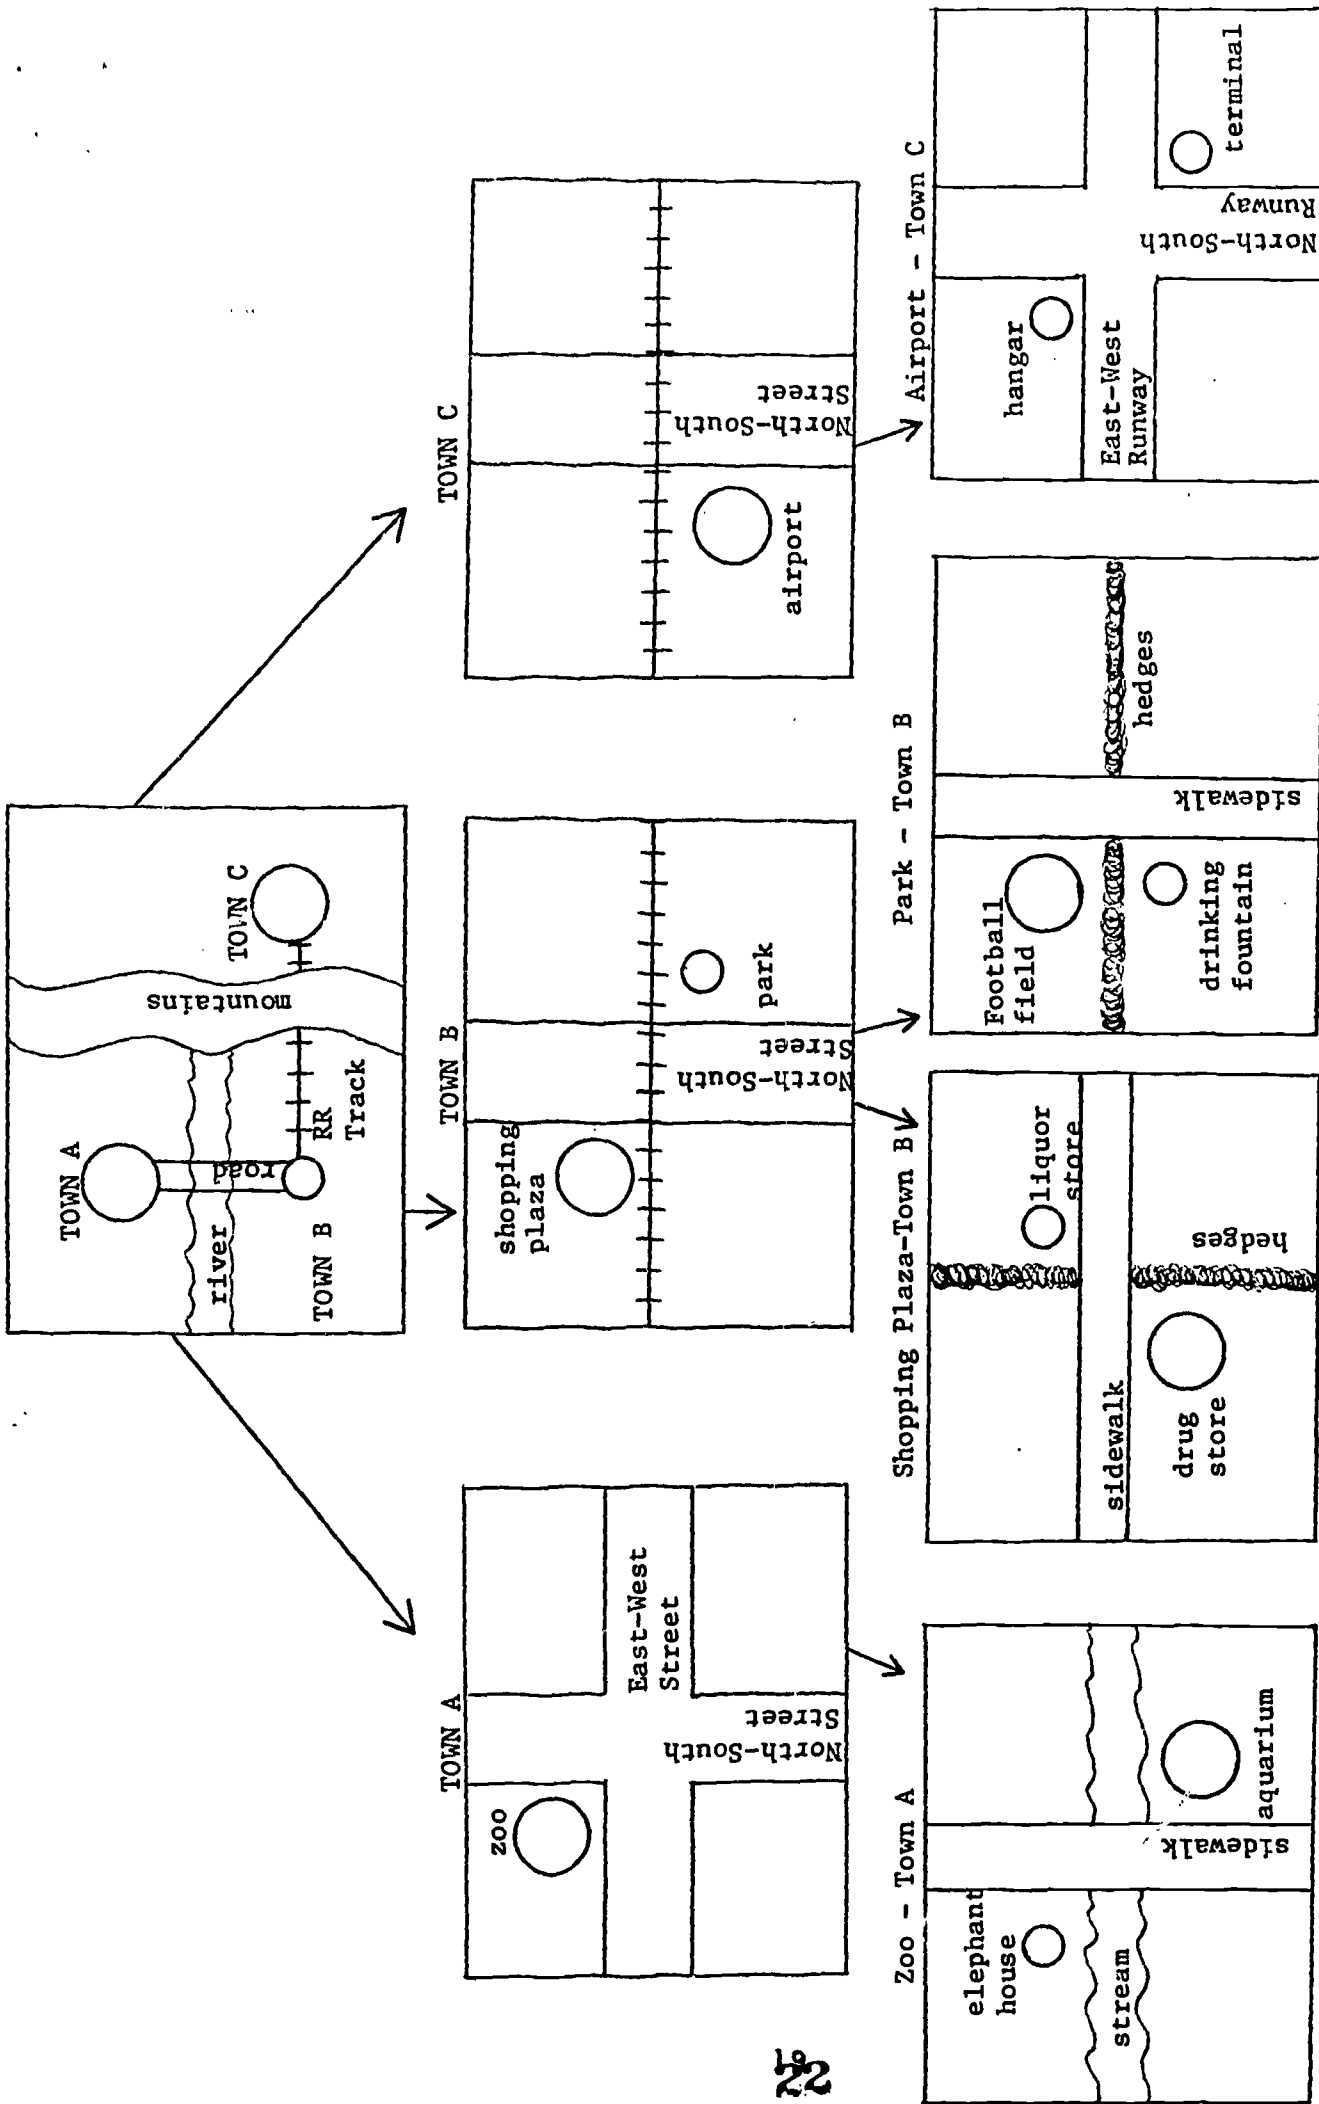 TOWN A
road
river
TOWN B
RR
Track
mountains
TOWN C
TOWN A
zoo
East-West
Street
North-South
Street
TOWN B
shopping
plaza
North-South
Street
park
TOWN C
North-South
Street
airport
Zoo - Town A
elephant
house
stream
sidewalk
aquarium
Shopping Plaza-Town B
liquor
store
sidewalk
drug
store
hedges
Park - Town B
Football
field
hedges
drinking
fountain
sidewalk
Airport - Town C
hangar
East-West
Runway
North-South
Runway
terminal